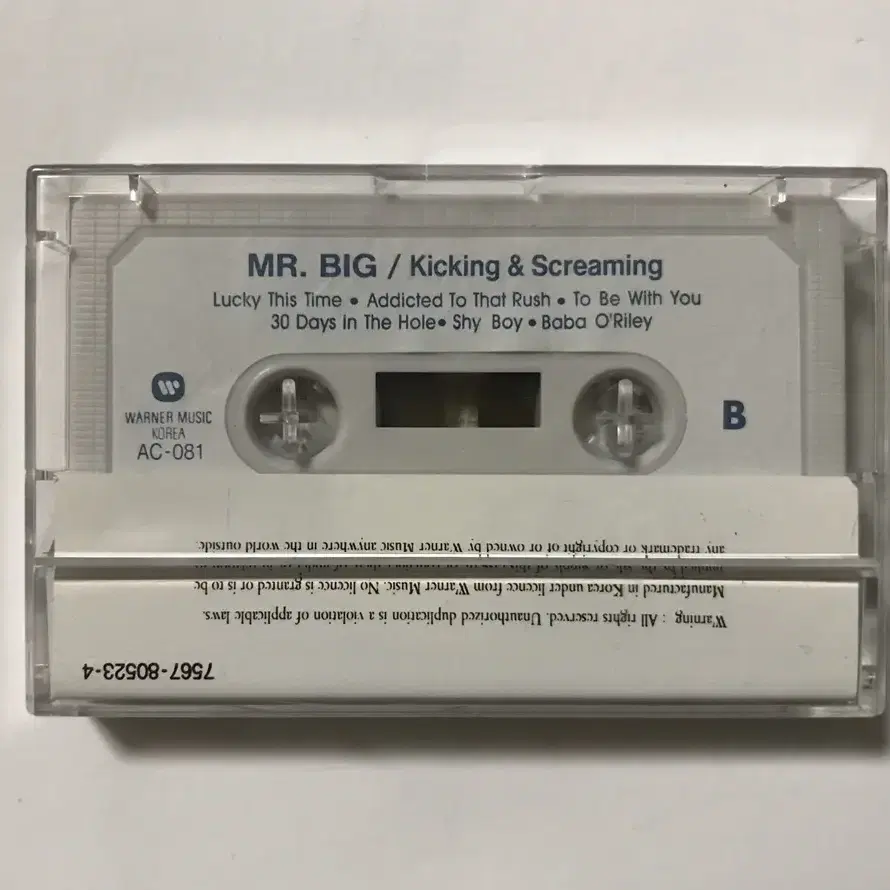 MR. BIG / Kicking & Screaming
Lucky This Time • Addicted To That Rush • To Be With You
30 Days In The Hole • Shy Boy • Baba O'Riley
WARNER MUSIC
KOREA
AC-081
B
7567-80523-4
Warning : All rights reserved. Unauthorized duplication is a violation of applicable laws.
Manufactured in Korea under licence from Warner Music. No licence is granted or is to be
any trademark or copyright of or owned by Warner Music anywhere in the world outside.